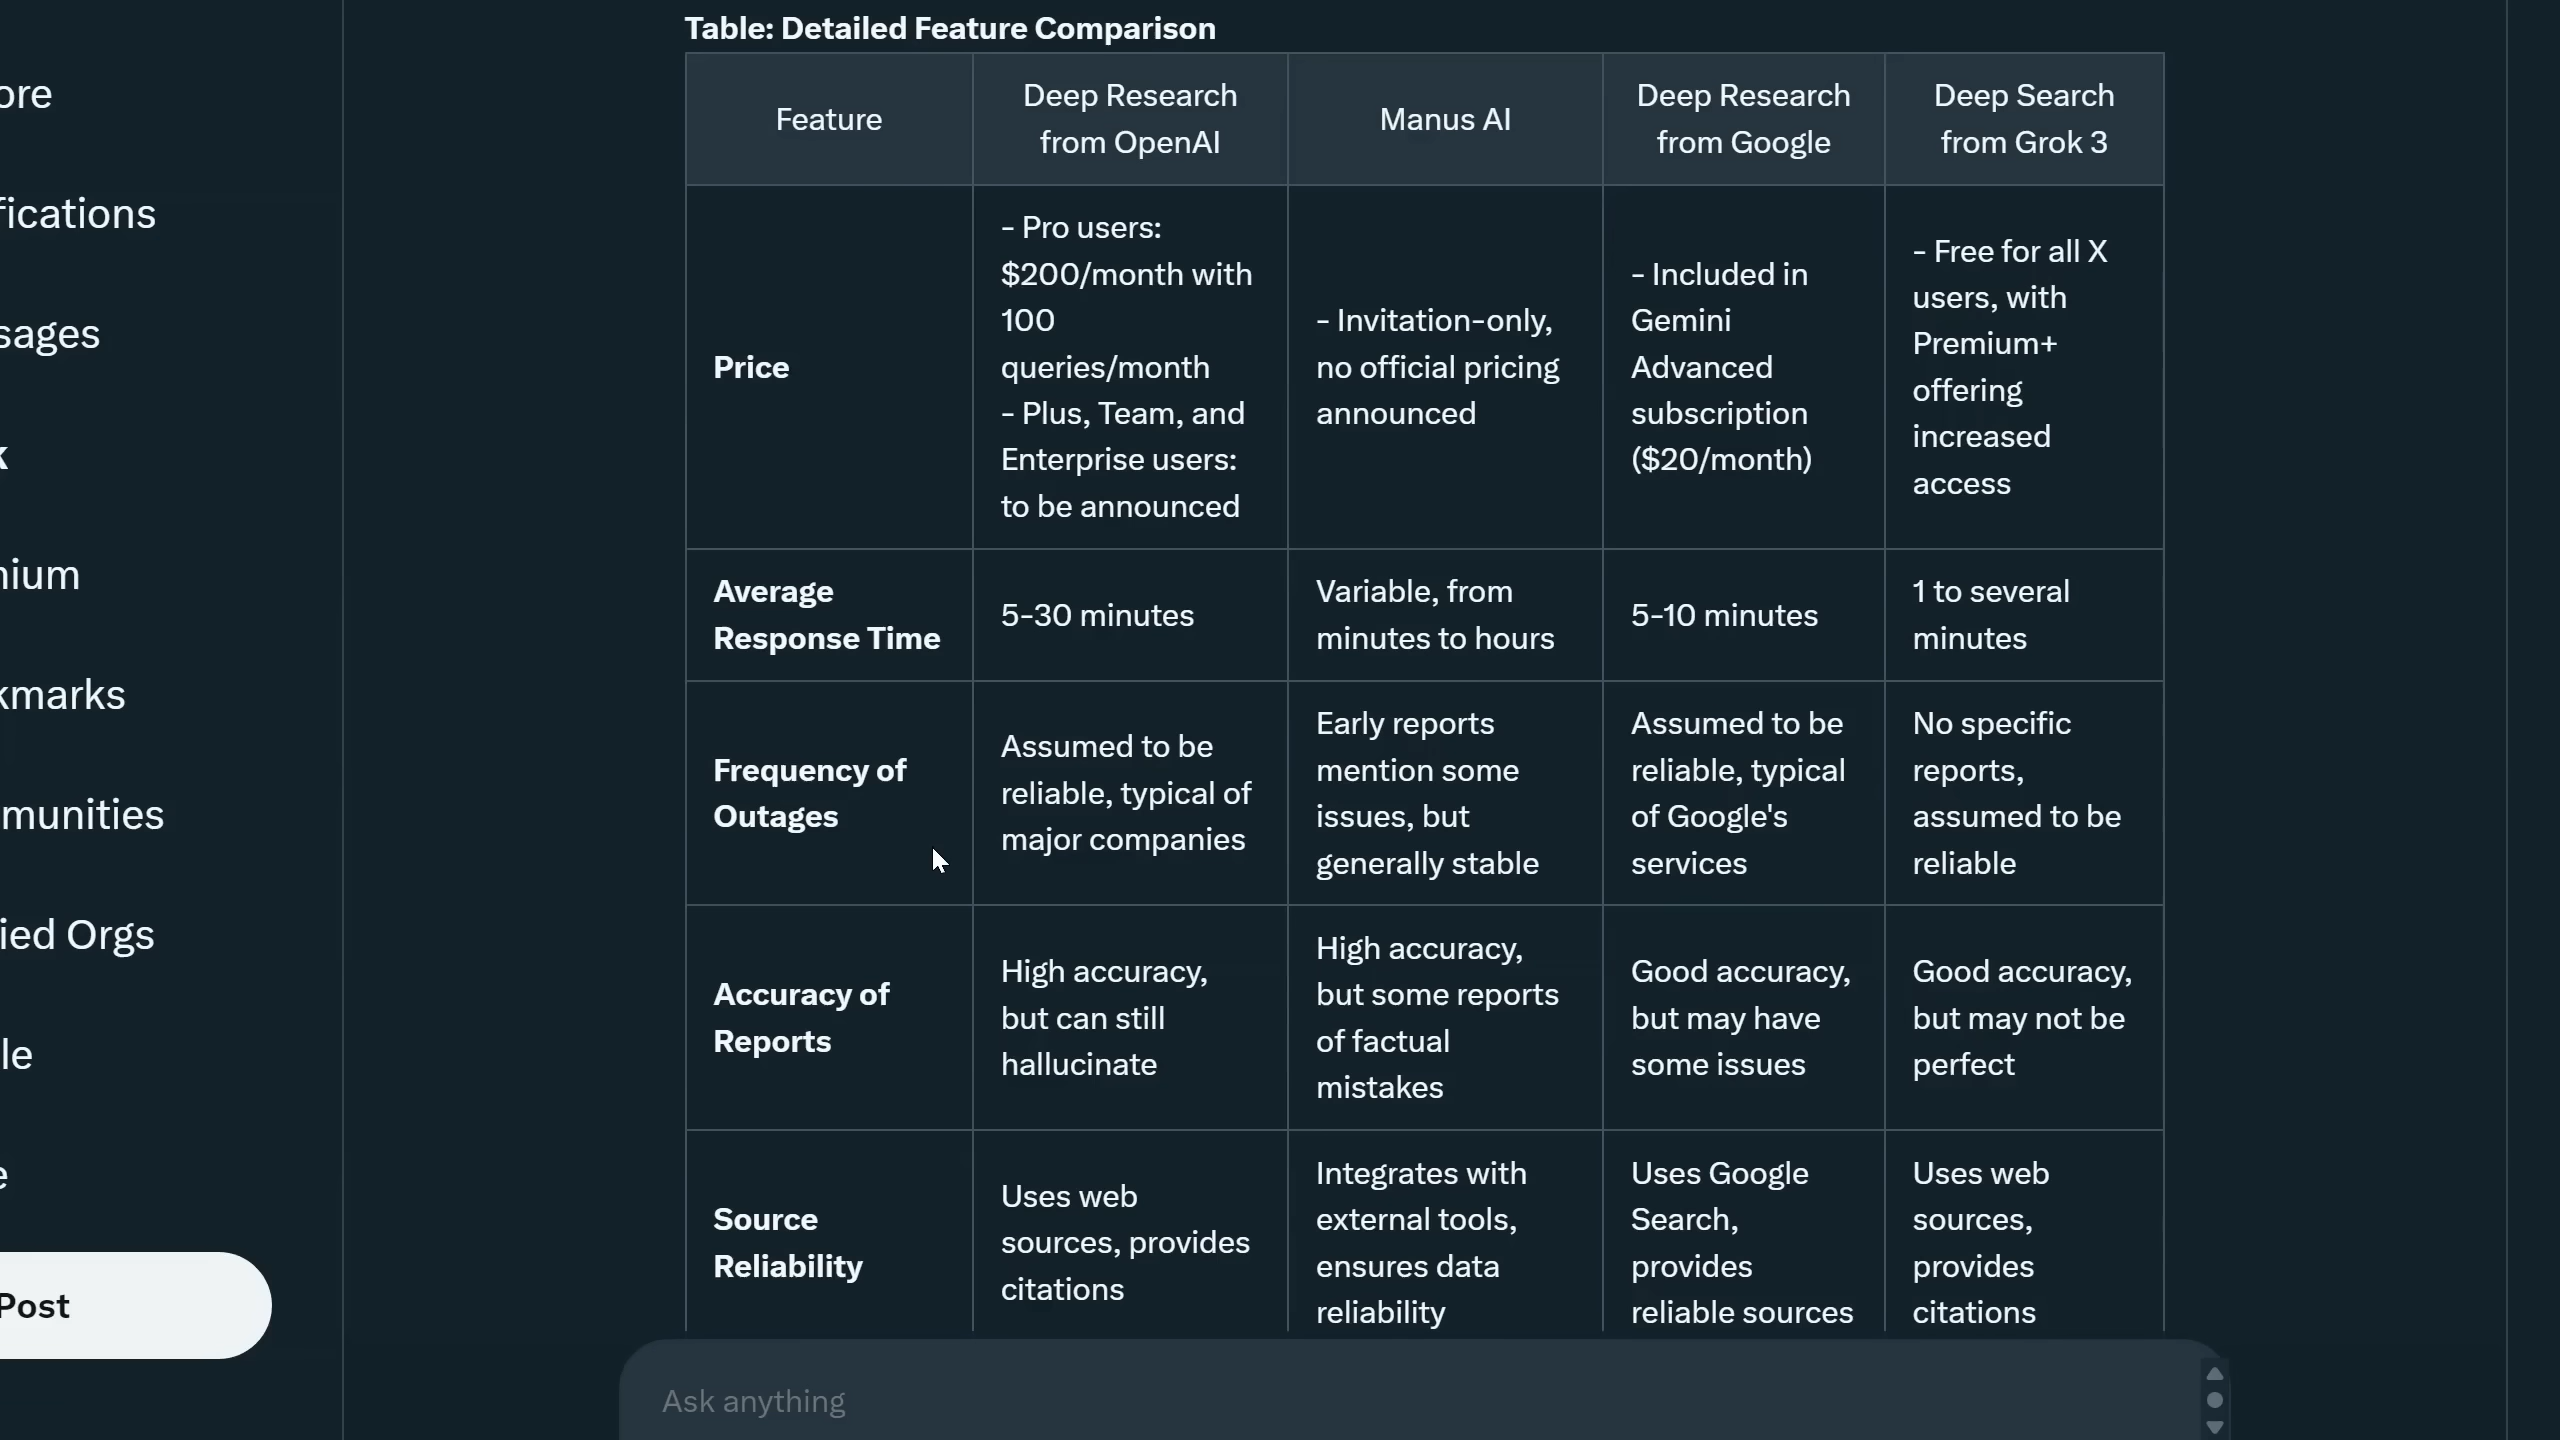 ore
fications
sages
k
nium
kmarks
munities
ied Orgs
le
e
Post
Table: Detailed Feature Comparison
Feature
Deep Research
from OpenAI
Manus AI
Deep Research
from Google
Deep Search
from Grok 3
Price
- Pro users:
$200/month with
100
queries/month
- Plus, Team, and
Enterprise users:
to be announced
- Invitation-only,
no official pricing
announced
- Included in
Gemini
Advanced
subscription
($20/month)
- Free for all X
users, with
Premium+
offering
increased
access
Average
Response Time
5-30 minutes
Variable, from
minutes to hours
5-10 minutes
1 to several
minutes
Frequency of
Outages
Assumed to be
reliable, typical of
major companies
Early reports
mention some
issues, but
generally stable
Assumed to be
reliable, typical
of Google's
services
No specific
reports,
assumed to be
reliable
Accuracy of
Reports
High accuracy,
but can still
hallucinate
High accuracy,
but some reports
of factual
mistakes
Good accuracy,
but may have
some issues
Good accuracy,
but may not be
perfect
Source
Reliability
Uses web
sources, provides
citations
Integrates with
external tools,
ensures data
reliability
Uses Google
Search,
provides
reliable sources
Uses web
sources,
provides
citations
Ask anything